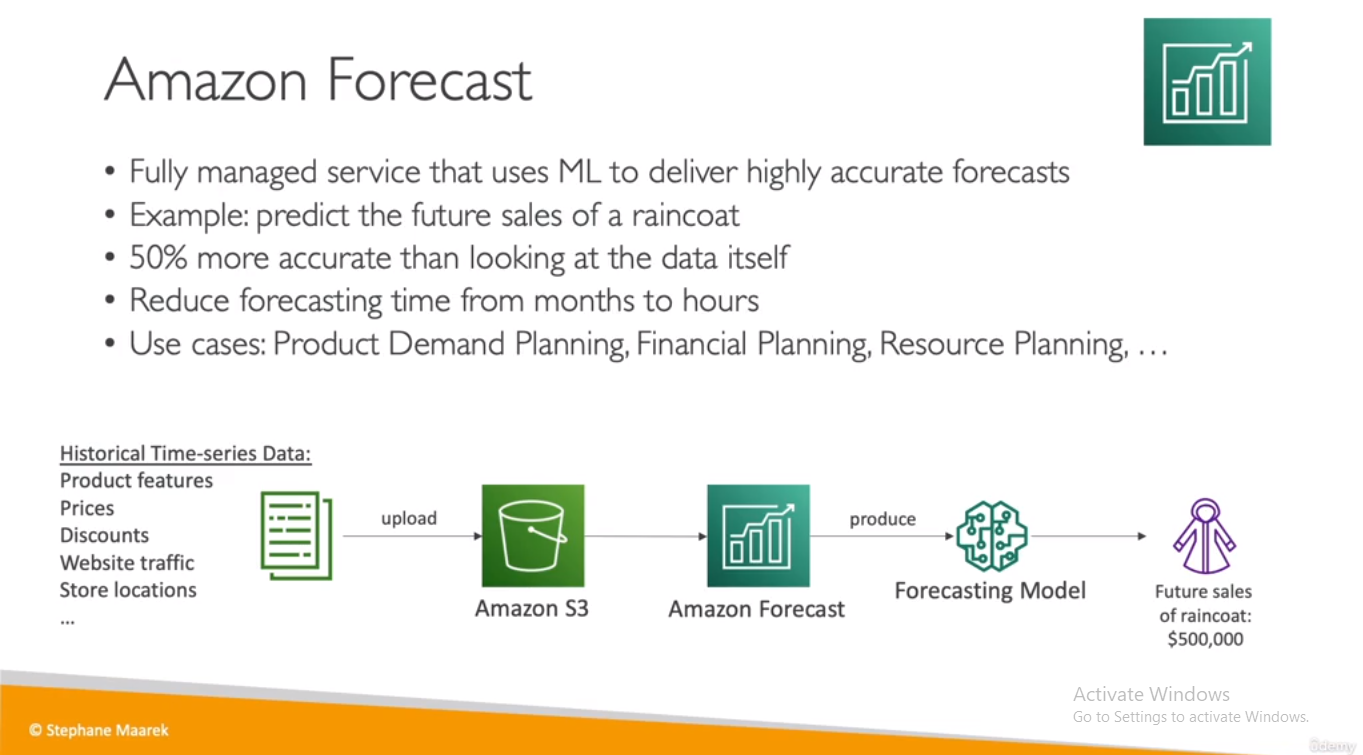 Amazon Forecast
• Fully managed service that uses ML to deliver highly accurate forecasts
• Example: predict the future sales of a raincoat
• 50% more accurate than looking at the data itself
• Reduce forecasting time from months to hours
• Use cases: Product Demand Planning, Financial Planning, Resource Planning, …
Historical Time-series Data:
Product features
Prices
Discounts
Website traffic
Store locations
...
upload
Amazon S3
Amazon Forecast
produce
Forecasting Model
Future sales
of raincoat:
$500,000
Activate Windows
Go to Settings to activate Windows.
© Stephane Maarek
ûdemy